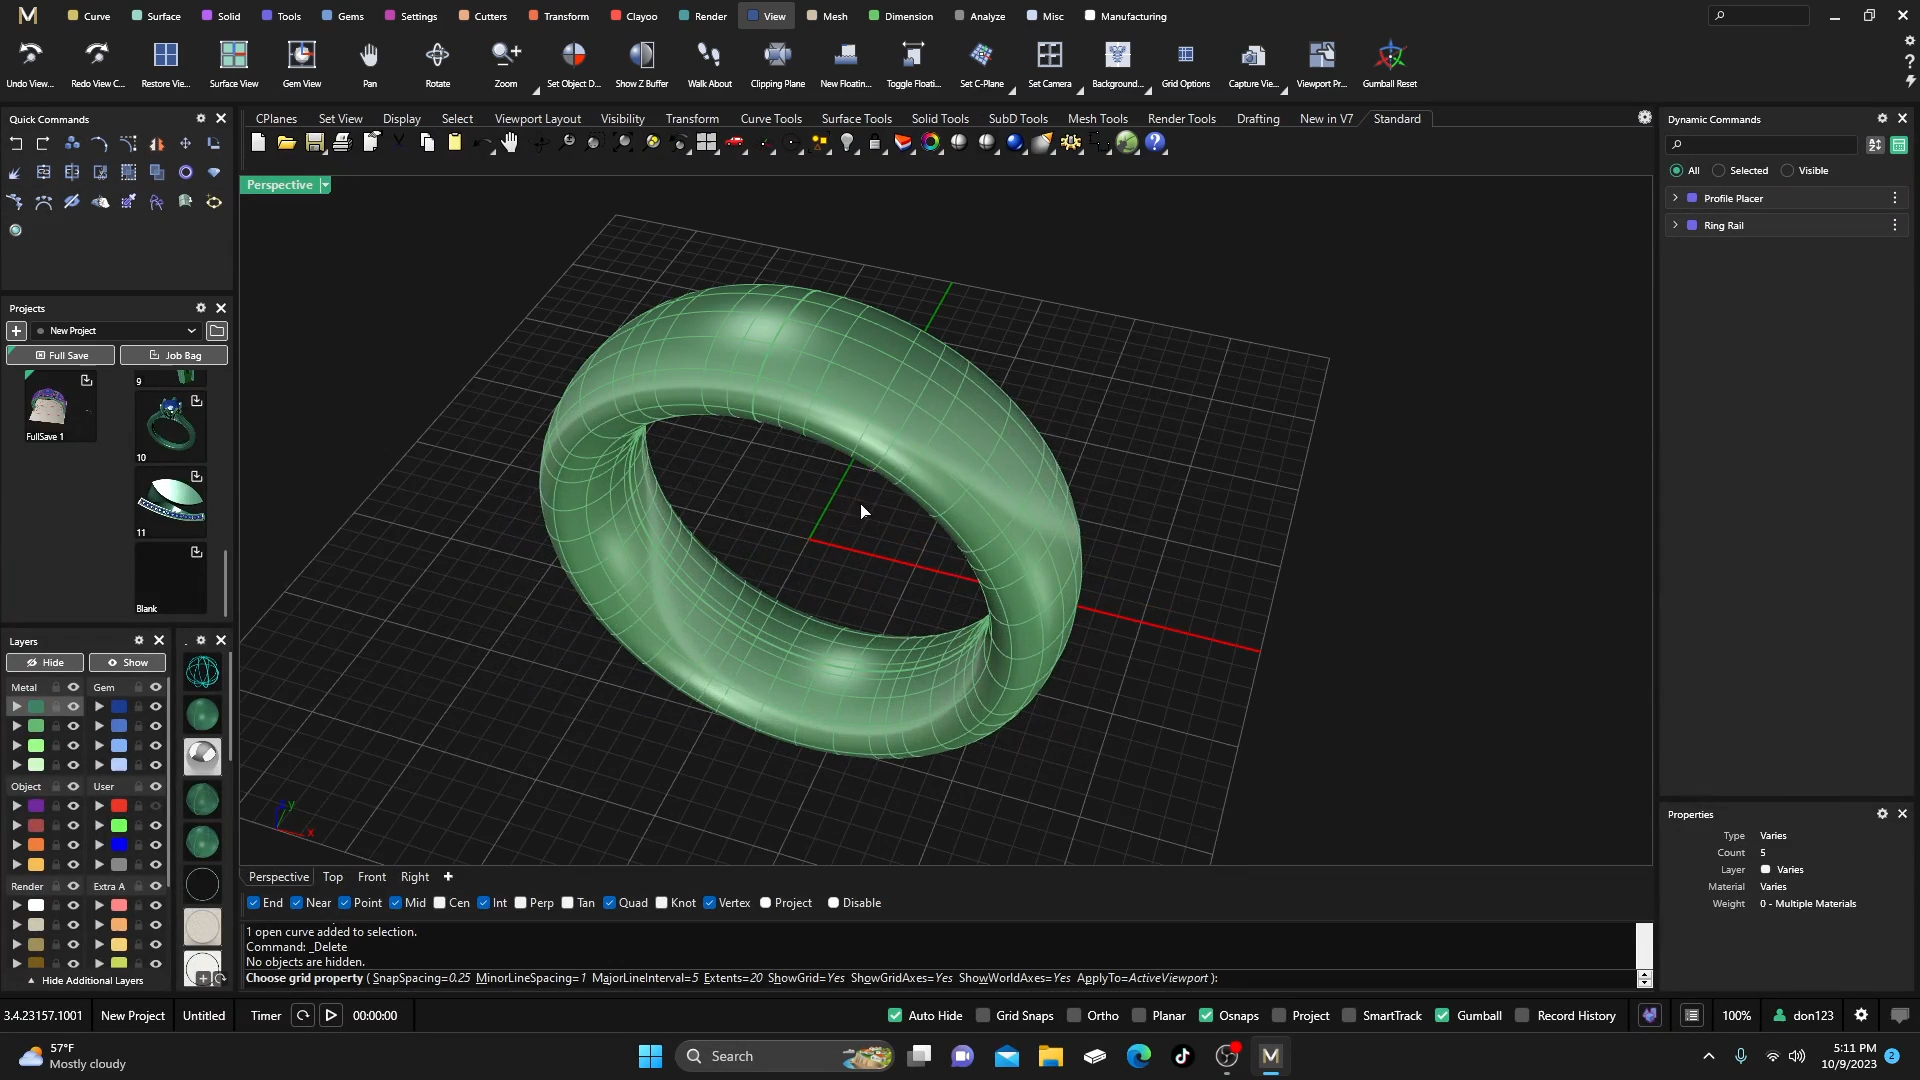 Curve Surface Solid Tools Gems Settings Cutters Transform Clayoo Render View Mesh Dimension Analyze Misc Manufacturing
Undo View... Redo View C... Restore Vie... Surface View Gem View Pan Rotate Zoom Set Object D... Show Z Buffer Walk About Clipping Plane New Floatin... Toggle Floati... Set C-Plane Set Camera Background... Grid Options Capture Vie... Viewport Pr... Gumball Reset
Quick Commands
CPlanes Set View Display Select Viewport Layout Visibility Transform Curve Tools Surface Tools Solid Tools SubD Tools Mesh Tools Render Tools Drafting New in V7 Standard
Dynamic Commands
All Selected Visible
Profile Placer
Ring Rail
Perspective
Projects
New Project
Full Save Job Bag
FullSave 1
9
10
11
Blank
Layers
Hide Show
Metal Gem
Object User
Render Extra A
Hide Additional Layers
y
x
Perspective Top Front Right
End Near Point Mid Cen Int Perp Tan Quad Knot Vertex Project Disable
1 open curve added to selection.
Command: _Delete
No objects are hidden.
Choose grid property ( SnapSpacing=0.25 MinorLineSpacing=1 MajorLineInterval=5 Extents=20 ShowGrid=Yes ShowGridAxes=Yes ShowWorldAxes=Yes ApplyTo=ActiveViewport ):
Properties
Type Varies
Count 5
Layer Varies
Material Varies
Weight 0 - Multiple Materials
3.4.23157.1001 New Project Untitled Timer 00:00:00 Auto Hide Grid Snaps Ortho Planar Osnaps Project SmartTrack Gumball Record History 100% don123
57°F
Mostly cloudy
Search
5:11 PM
10/9/2023
2